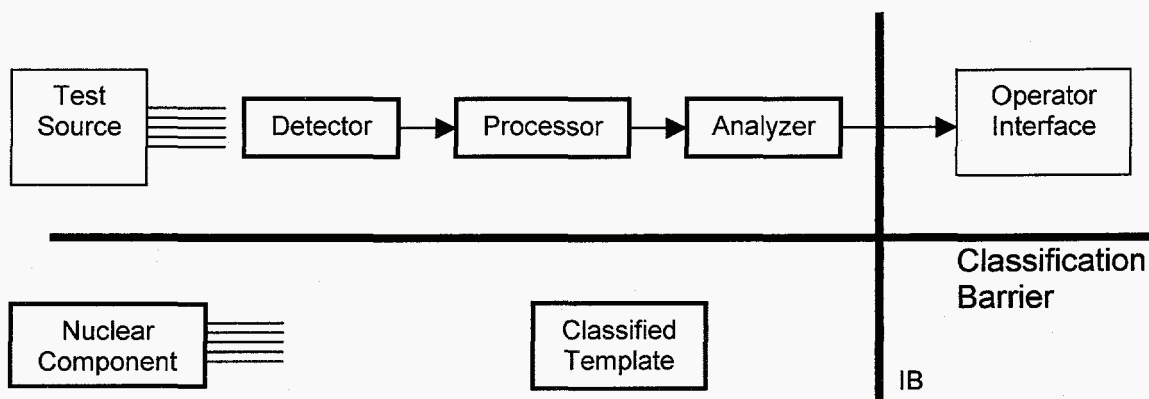 Test
Source
Detector
Processor
Analyzer
Operator
Interface
Classification
Barrier
Nuclear
Component
Classified
Template
IB